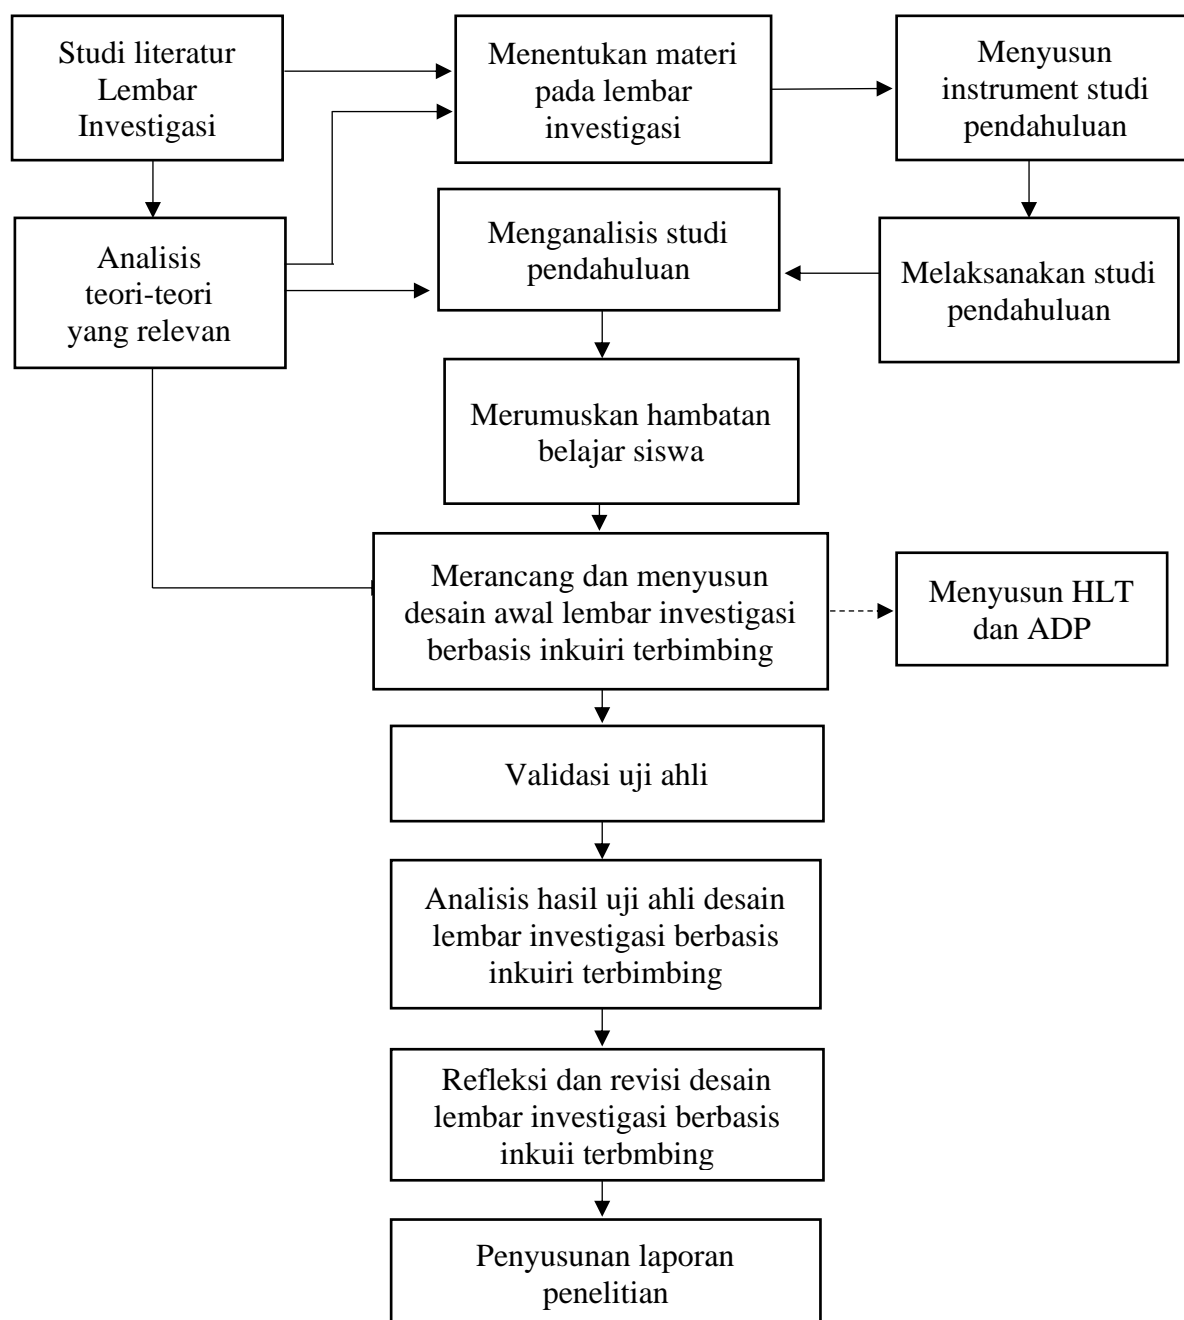 Studi literatur
Lembar
Investigasi
Menentukan materi
pada lembar
investigasi
Menyusun
instrument studi
pendahuluan
Analisis
teori-teori
yang relevan
Menganalisis studi
pendahuluan
Melaksanakan studi
pendahuluan
Merumuskan hambatan
belajar siswa
Merancang dan menyusun
desain awal lembar investigasi
berbasis inkuiri terbimbing
Menyusun HLT
dan ADP
Validasi uji ahli
Analisis hasil uji ahli desain
lembar investigasi berbasis
inkuiri terbimbing
Refleksi dan revisi desain
lembar investigasi berbasis
inkuii terbmbing
Penyusunan laporan
penelitian